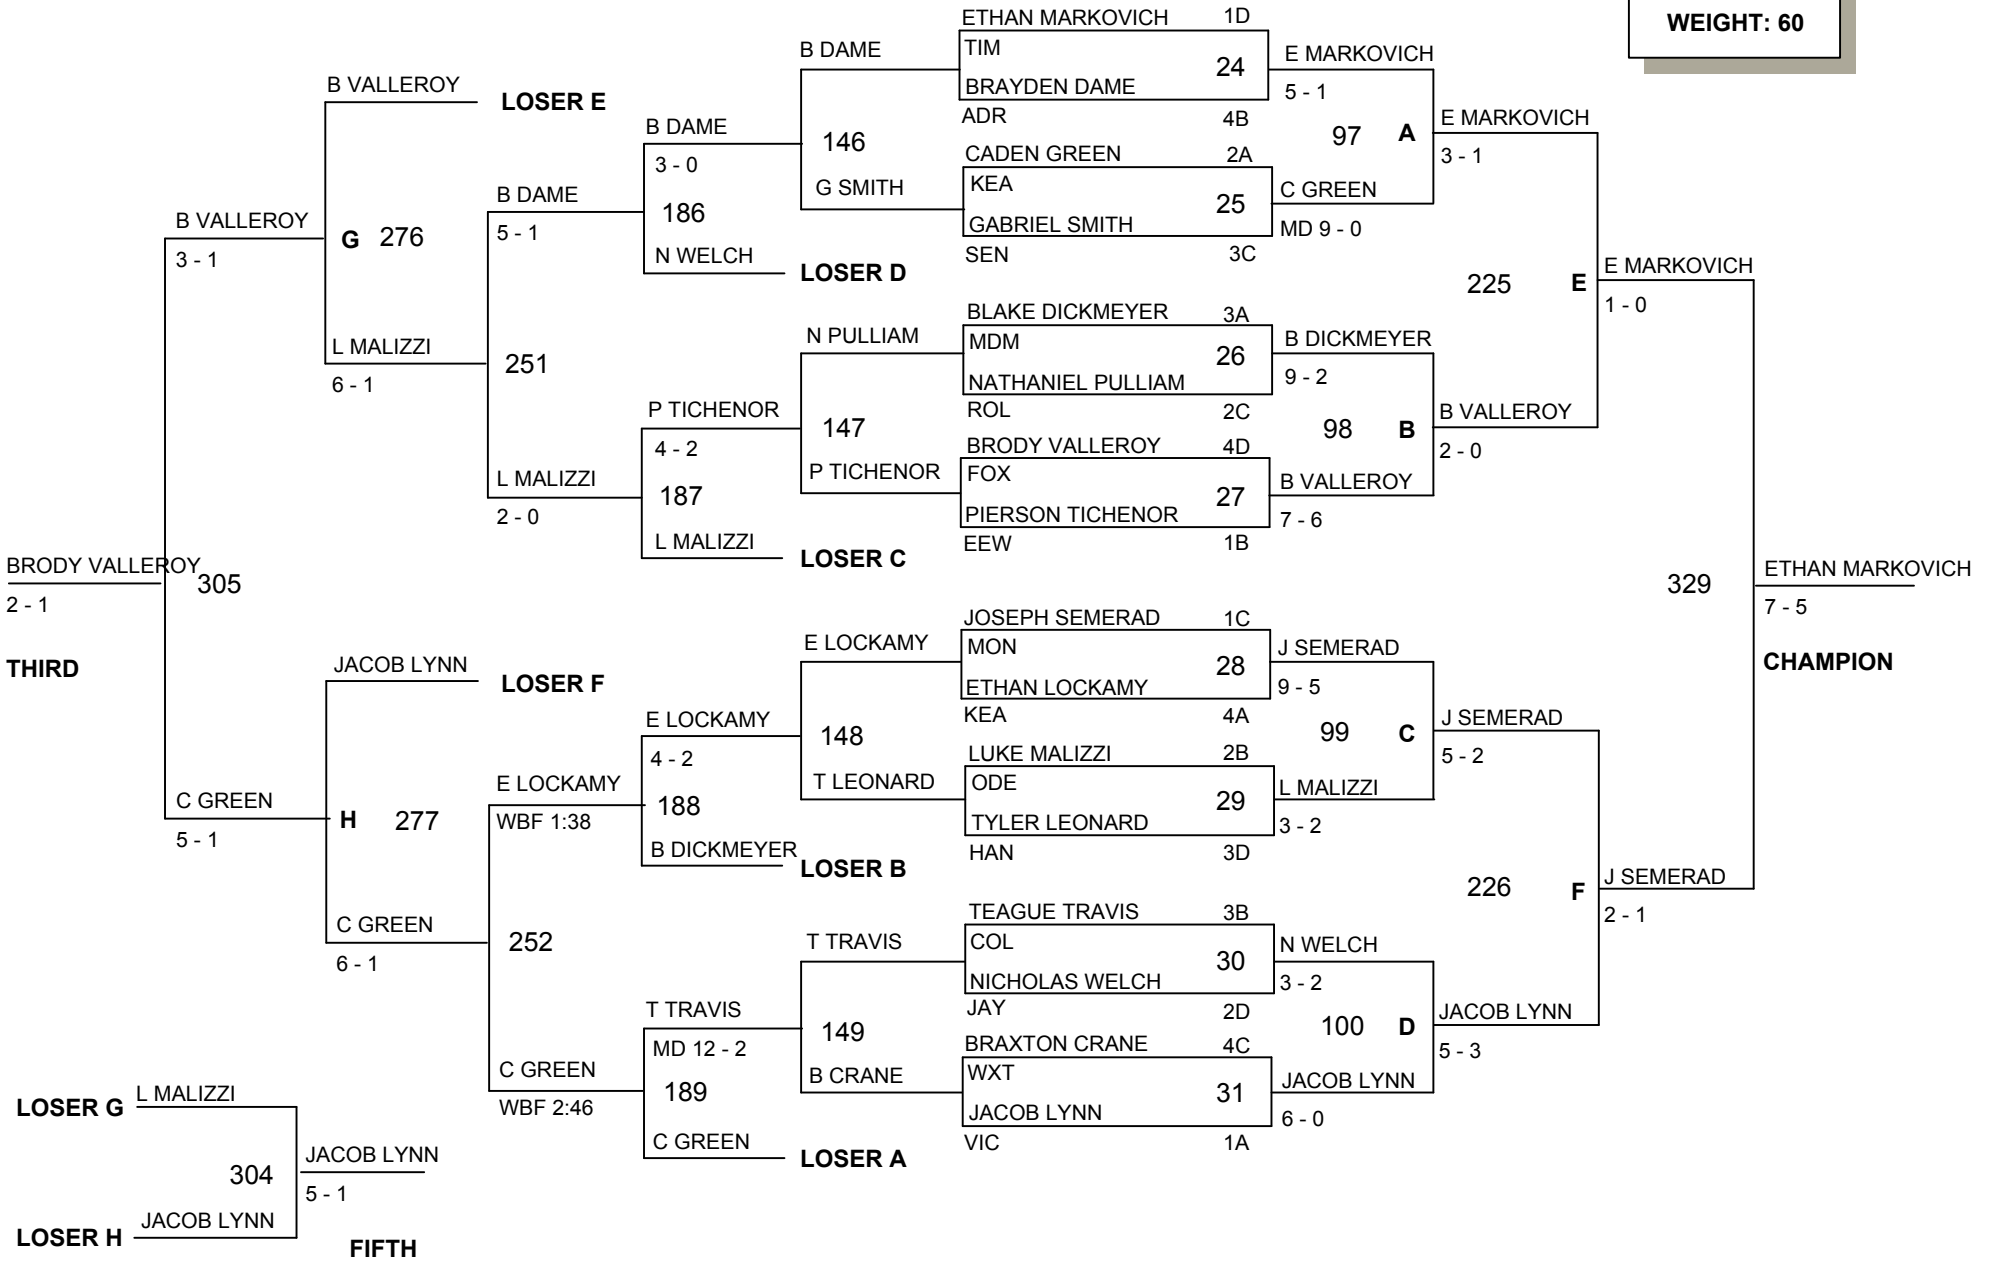 WEIGHT: 60
ETHAN MARKOVICH 1D
TIM
24
BRAYDEN DAME
ADR 4B
CADEN GREEN 2A
KEA
25
GABRIEL SMITH
SEN 3C
BLAKE DICKMEYER 3A
MDM
26
NATHANIEL PULLIAM
ROL 2C
BRODY VALLEROY 4D
FOX
27
PIERSON TICHENOR
EEW 1B
JOSEPH SEMERAD 1C
MON
28
ETHAN LOCKAMY
KEA 4A
LUKE MALIZZI 2B
ODE
29
TYLER LEONARD
HAN 3D
TEAGUE TRAVIS 3B
COL
30
NICHOLAS WELCH
JAY 2D
BRAXTON CRANE 4C
WXT
31
JACOB LYNN
VIC 1A
E MARKOVICH
5 - 1
97 A
C GREEN
MD 9 - 0
B DICKMEYER
9 - 2
98 B
B VALLEROY
7 - 6
J SEMERAD
9 - 5
99 C
L MALIZZI
3 - 2
N WELCH
3 - 2
100 D
JACOB LYNN
6 - 0
E MARKOVICH
3 - 1
225 E
B VALLEROY
2 - 0
J SEMERAD
5 - 2
226 F
JACOB LYNN
5 - 3
E MARKOVICH
1 - 0
329
J SEMERAD
2 - 1
ETHAN MARKOVICH
7 - 5
CHAMPION
B DAME
146
G SMITH
N PULLIAM
147
P TICHENOR
E LOCKAMY
148
T LEONARD
T TRAVIS
149
B CRANE
B DAME
3 - 0
186
N WELCH
LOSER D
P TICHENOR
4 - 2
187
L MALIZZI
LOSER C
E LOCKAMY
4 - 2
188
B DICKMEYER
LOSER B
T TRAVIS
MD 12 - 2
189
C GREEN
LOSER A
B DAME
5 - 1
251
L MALIZZI
2 - 0
E LOCKAMY
WBF 1:38
252
C GREEN
WBF 2:46
B VALLEROY
LOSER E
G 276
L MALIZZI
6 - 1
JACOB LYNN
LOSER F
H 277
C GREEN
6 - 1
B VALLEROY
3 - 1
305
C GREEN
5 - 1
BRODY VALLEROY
2 - 1
THIRD
LOSER G L MALIZZI
304
LOSER H JACOB LYNN
JACOB LYNN
5 - 1
FIFTH